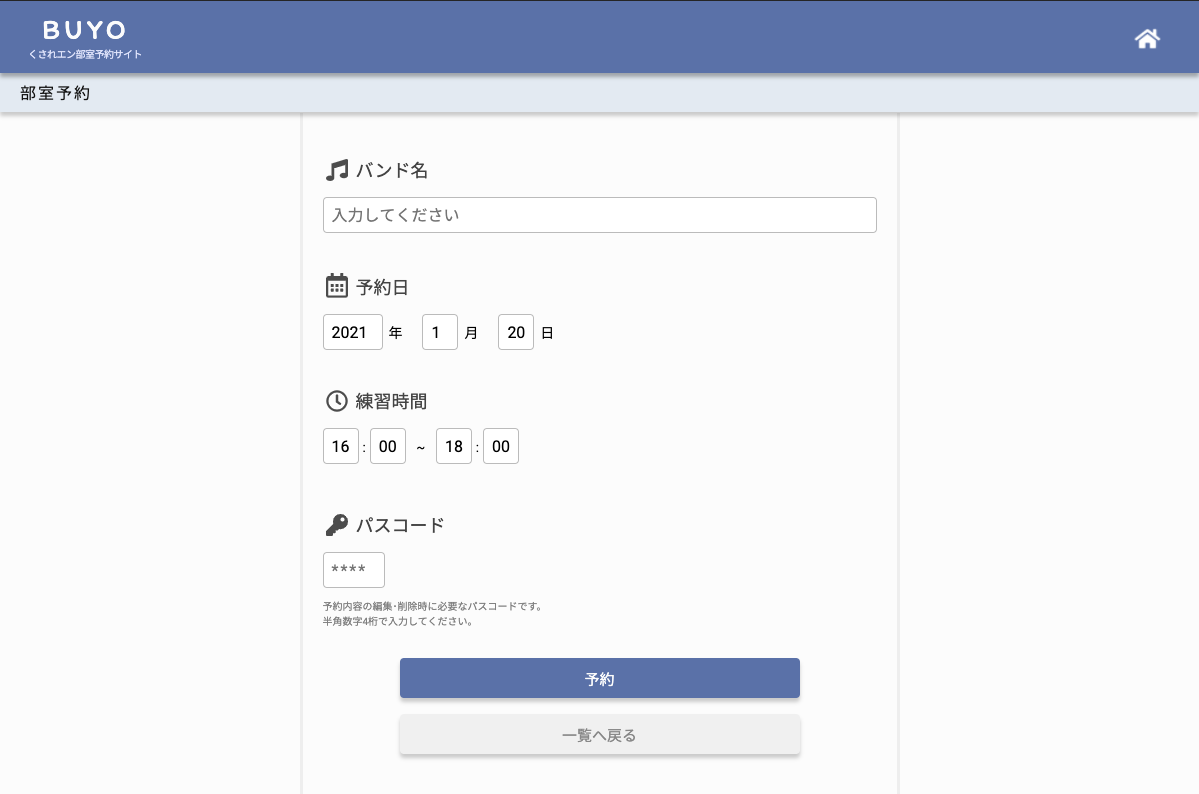 BUYO
くされエン部室予約サイト
部室予約
バンド名
入力してください
予約日
2021 年 1 月 20 日
練習時間
16 : 00 ~ 18 : 00
パスコード
****
予約内容の編集･削除時に必要なパスコードです。
半角数字4桁で入力してください。
予約
一覧へ戻る